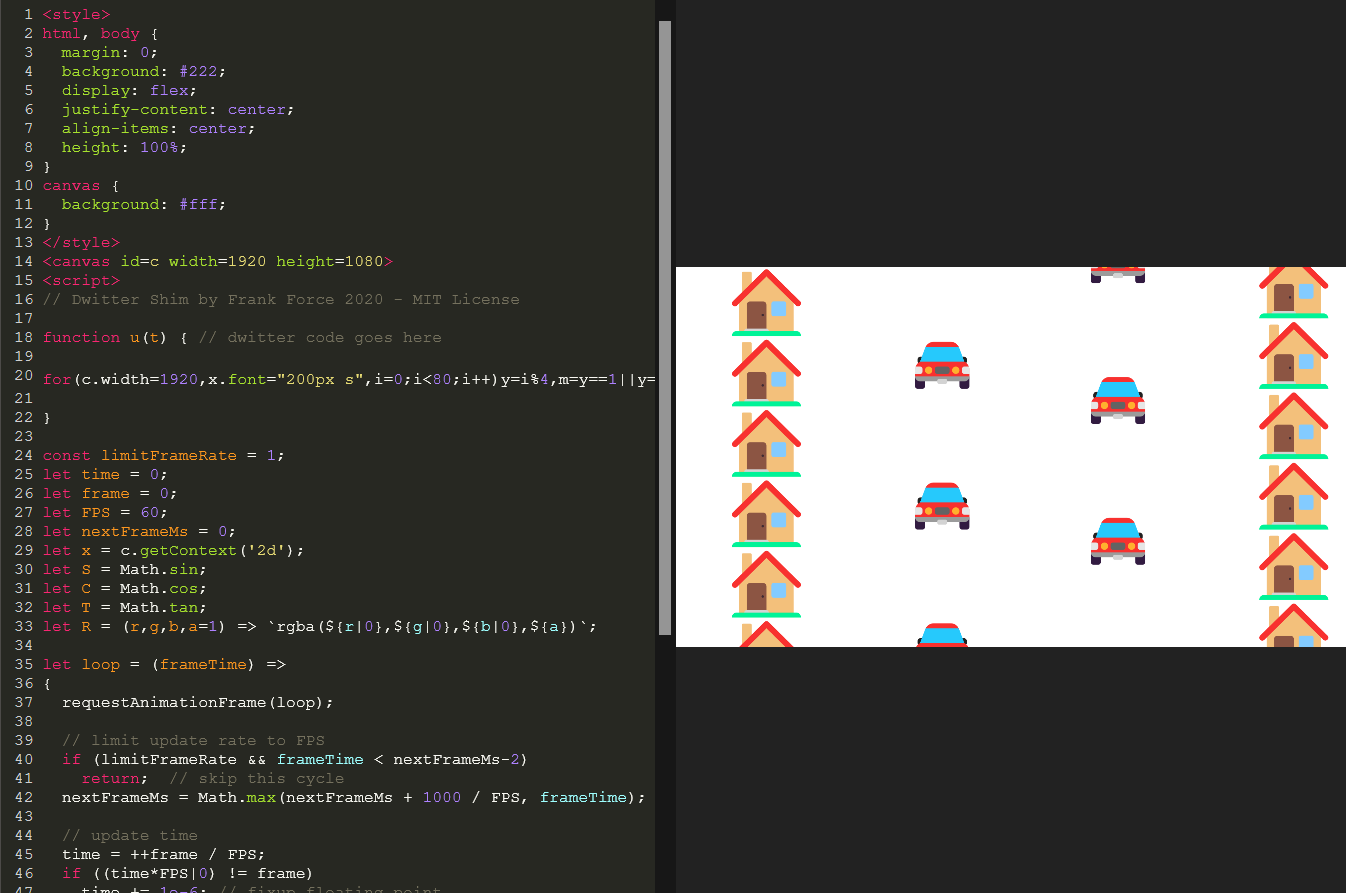 1 <style>
2 html, body {
3   margin: 0;
4   background: #222;
5   display: flex;
6   justify-content: center;
7   align-items: center;
8   height: 100%;
9 }
10 canvas {
11   background: #fff;
12 }
13 </style>
14 <canvas id=c width=1920 height=1080>
15 <script>
16 // Dwitter Shim by Frank Force 2020 - MIT License
17
18 function u(t) { // dwitter code goes here
19
20 for(c.width=1920,x.font="200px s",i=0;i<80;i++)y=i%4,m=y==1||y=
21
22 }
23
24 const limitFrameRate = 1;
25 let time = 0;
26 let frame = 0;
27 let FPS = 60;
28 let nextFrameMs = 0;
29 let x = c.getContext('2d');
30 let S = Math.sin;
31 let C = Math.cos;
32 let T = Math.tan;
33 let R = (r,g,b,a=1) => `rgba(${r|0},${g|0},${b|0},${a})`;
34
35 let loop = (frameTime) =>
36 {
37   requestAnimationFrame(loop);
38
39   // limit update rate to FPS
40   if (limitFrameRate && frameTime < nextFrameMs-2)
41     return;  // skip this cycle
42   nextFrameMs = Math.max(nextFrameMs + 1000 / FPS, frameTime);
43
44   // update time
45   time = ++frame / FPS;
46   if ((time*FPS|0) != frame)
47     time += 1e-6; // fixup floating point